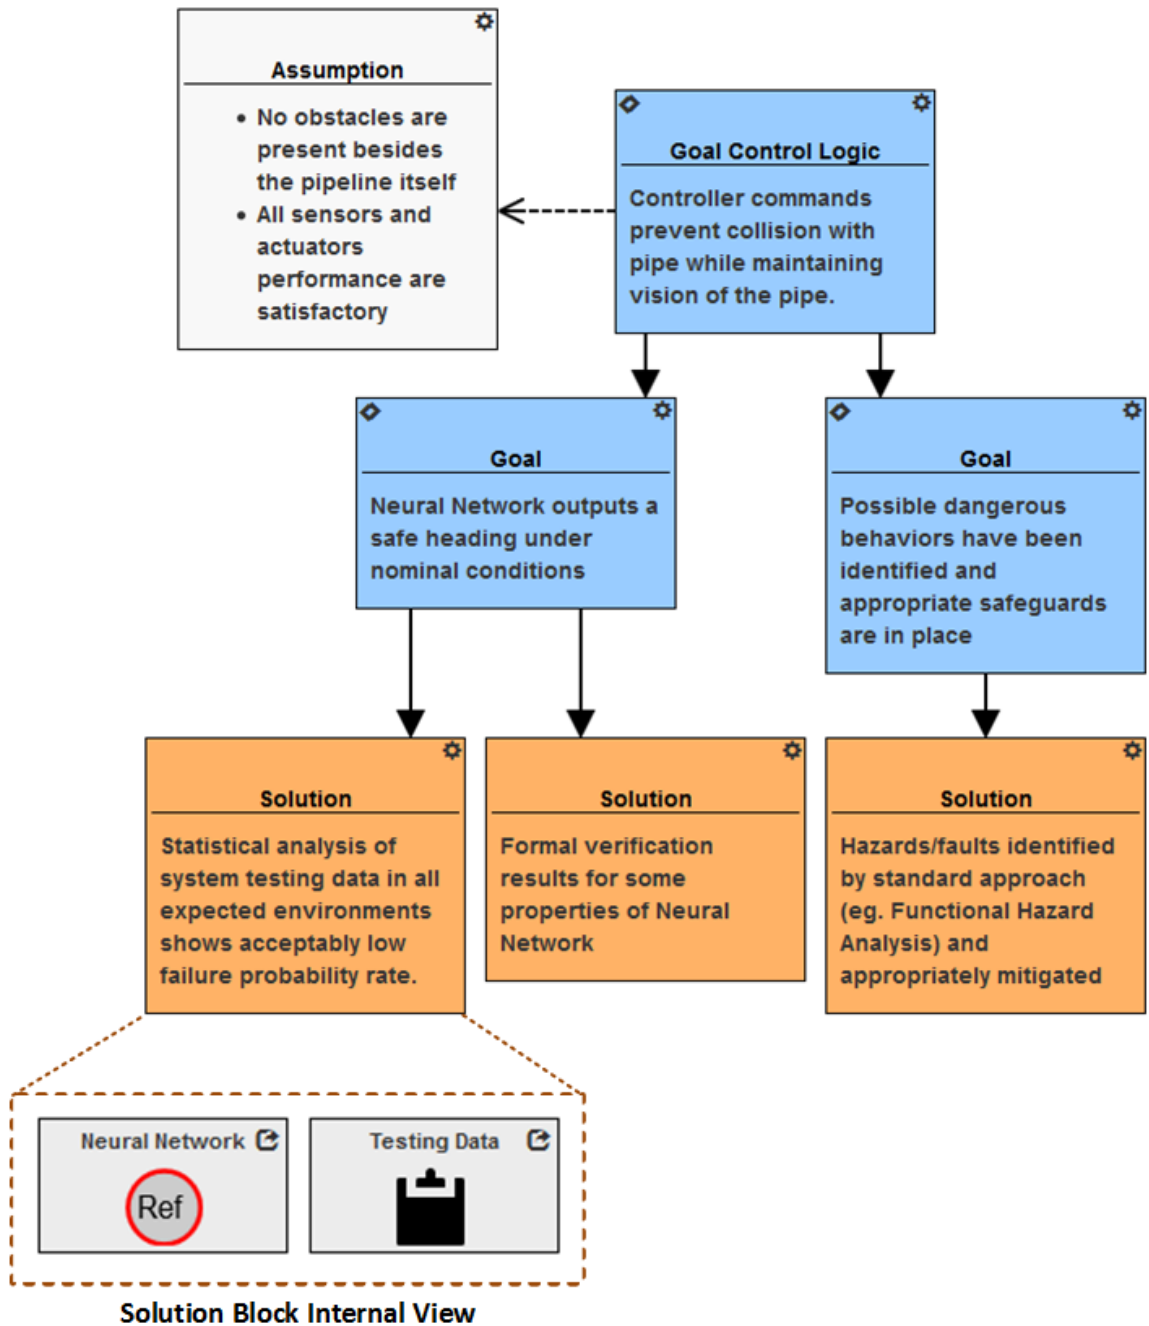 Assumption
• No obstacles are
present besides
the pipeline itself
• All sensors and
actuators
performance are
satisfactory
Goal Control Logic
Controller commands
prevent collision with
pipe while maintaining
vision of the pipe.
Goal
Neural Network outputs a
safe heading under
nominal conditions
Goal
Possible dangerous
behaviors have been
identified and
appropriate safeguards
are in place
Solution
Statistical analysis of
system testing data in all
expected environments
shows acceptably low
failure probability rate.
Solution
Formal verification
results for some
properties of Neural
Network
Solution
Hazards/faults identified
by standard approach
(eg. Functional Hazard
Analysis) and
appropriately mitigated
Neural Network
Ref
Testing Data
Solution Block Internal View